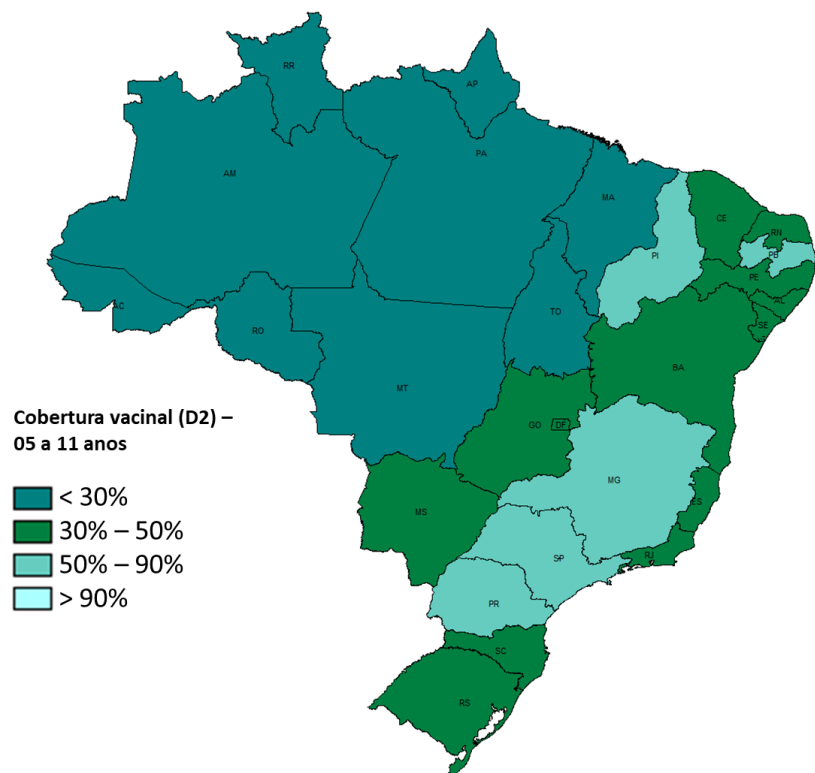 RR
AP
AM
PA
MA
CE
RN
PI
PB
PE
AC
AL
TO
SE
RO
BA
MT
GO
DF
MG
MS
ES
RJ
SP
PR
SC
RS
Cobertura vacinal (D2) –
05 a 11 anos
< 30%
30% – 50%
50% – 90%
> 90%